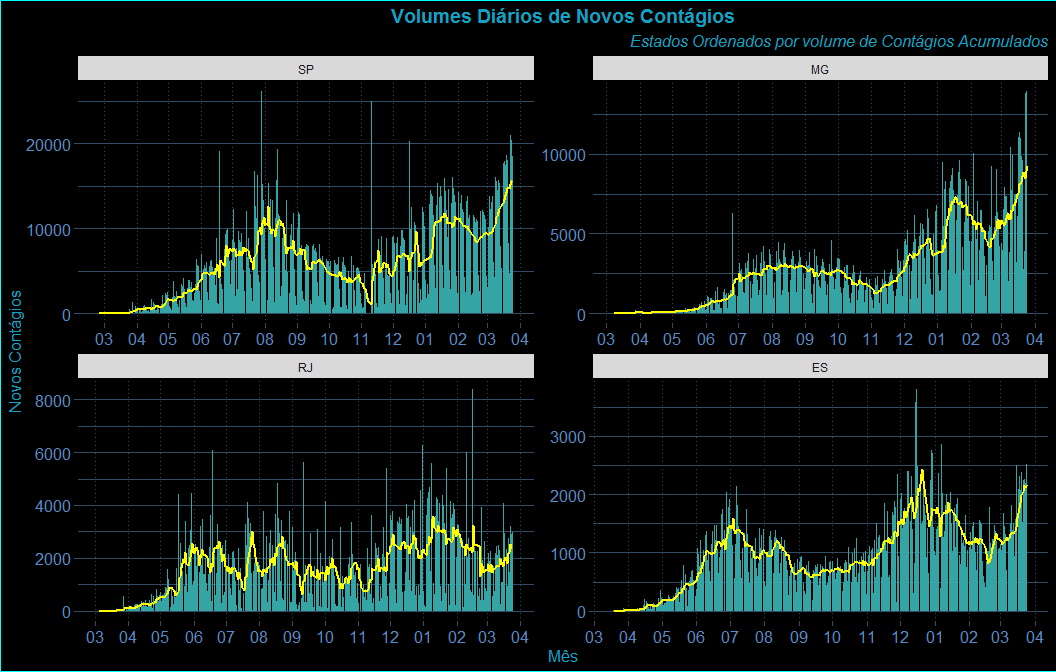 Volumes Diários de Novos Contágios
Estados Ordenados por volume de Contágios Acumulados
SP
MG
20000
10000
0
03 04 05 06 07 08 09 10 11 12 01 02 03 04
10000
5000
0
03 04 05 06 07 08 09 10 11 12 01 02 03 04
Novos Contágios
RJ
ES
8000
6000
4000
2000
0
03 04 05 06 07 08 09 10 11 12 01 02 03 04
3000
2000
1000
0
03 04 05 06 07 08 09 10 11 12 01 02 03 04
Mês